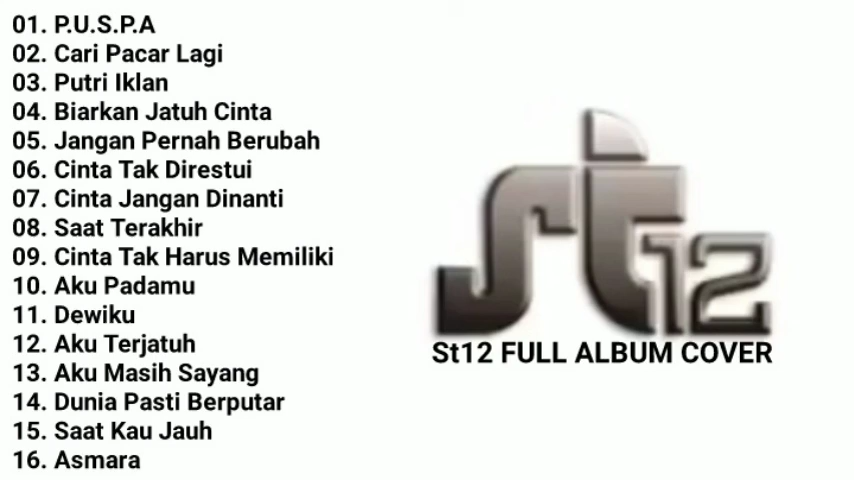 01. P.U.S.P.A
02. Cari Pacar Lagi
03. Putri Iklan
04. Biarkan Jatuh Cinta
05. Jangan Pernah Berubah
06. Cinta Tak Direstui
07. Cinta Jangan Dinanti
08. Saat Terakhir
09. Cinta Tak Harus Memiliki
10. Aku Padamu
11. Dewiku
12. Aku Terjatuh
13. Aku Masih Sayang
14. Dunia Pasti Berputar
15. Saat Kau Jauh
16. Asmara
st12
St12 FULL ALBUM COVER